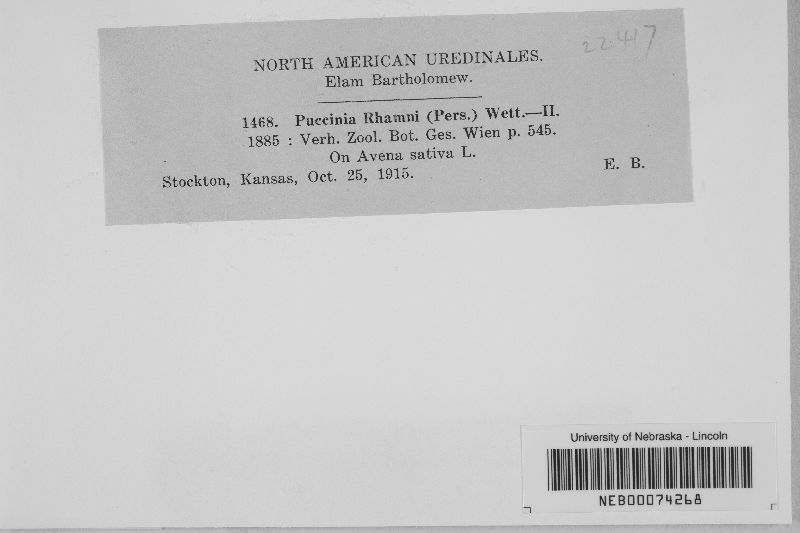 22417
NORTH AMERICAN UREDINALES.
Elam Bartholomew.
1468. Puccinia Rhamni (Pers.) Wett.—II.
1885 : Verh. Zool. Bot. Ges. Wien p. 545.
On Avena sativa L.
Stockton, Kansas, Oct. 25, 1915. E. B.
University of Nebraska - Lincoln
NEB00074268